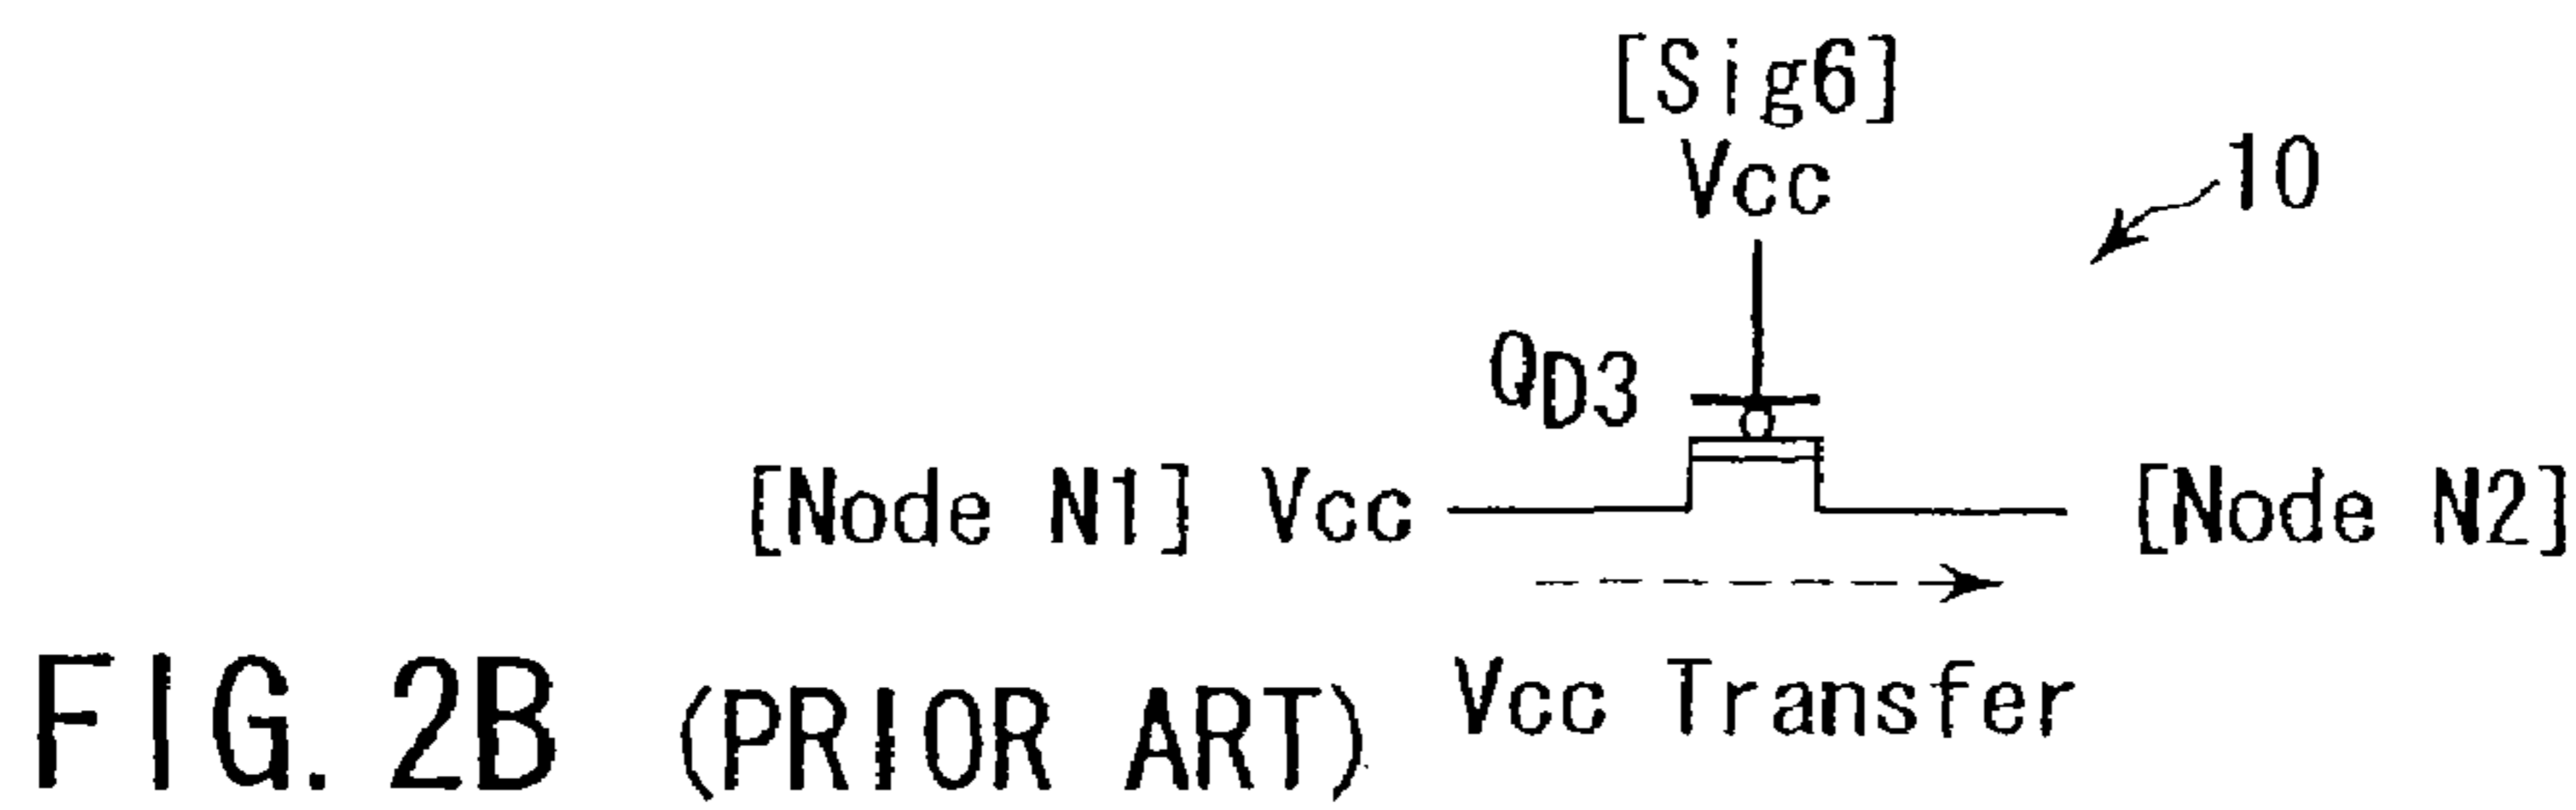 [Sig6]
Vcc
10
QD3
[Node N1] Vcc
[Node N2]
Vcc Transfer
FIG. 2B (PRIOR ART)